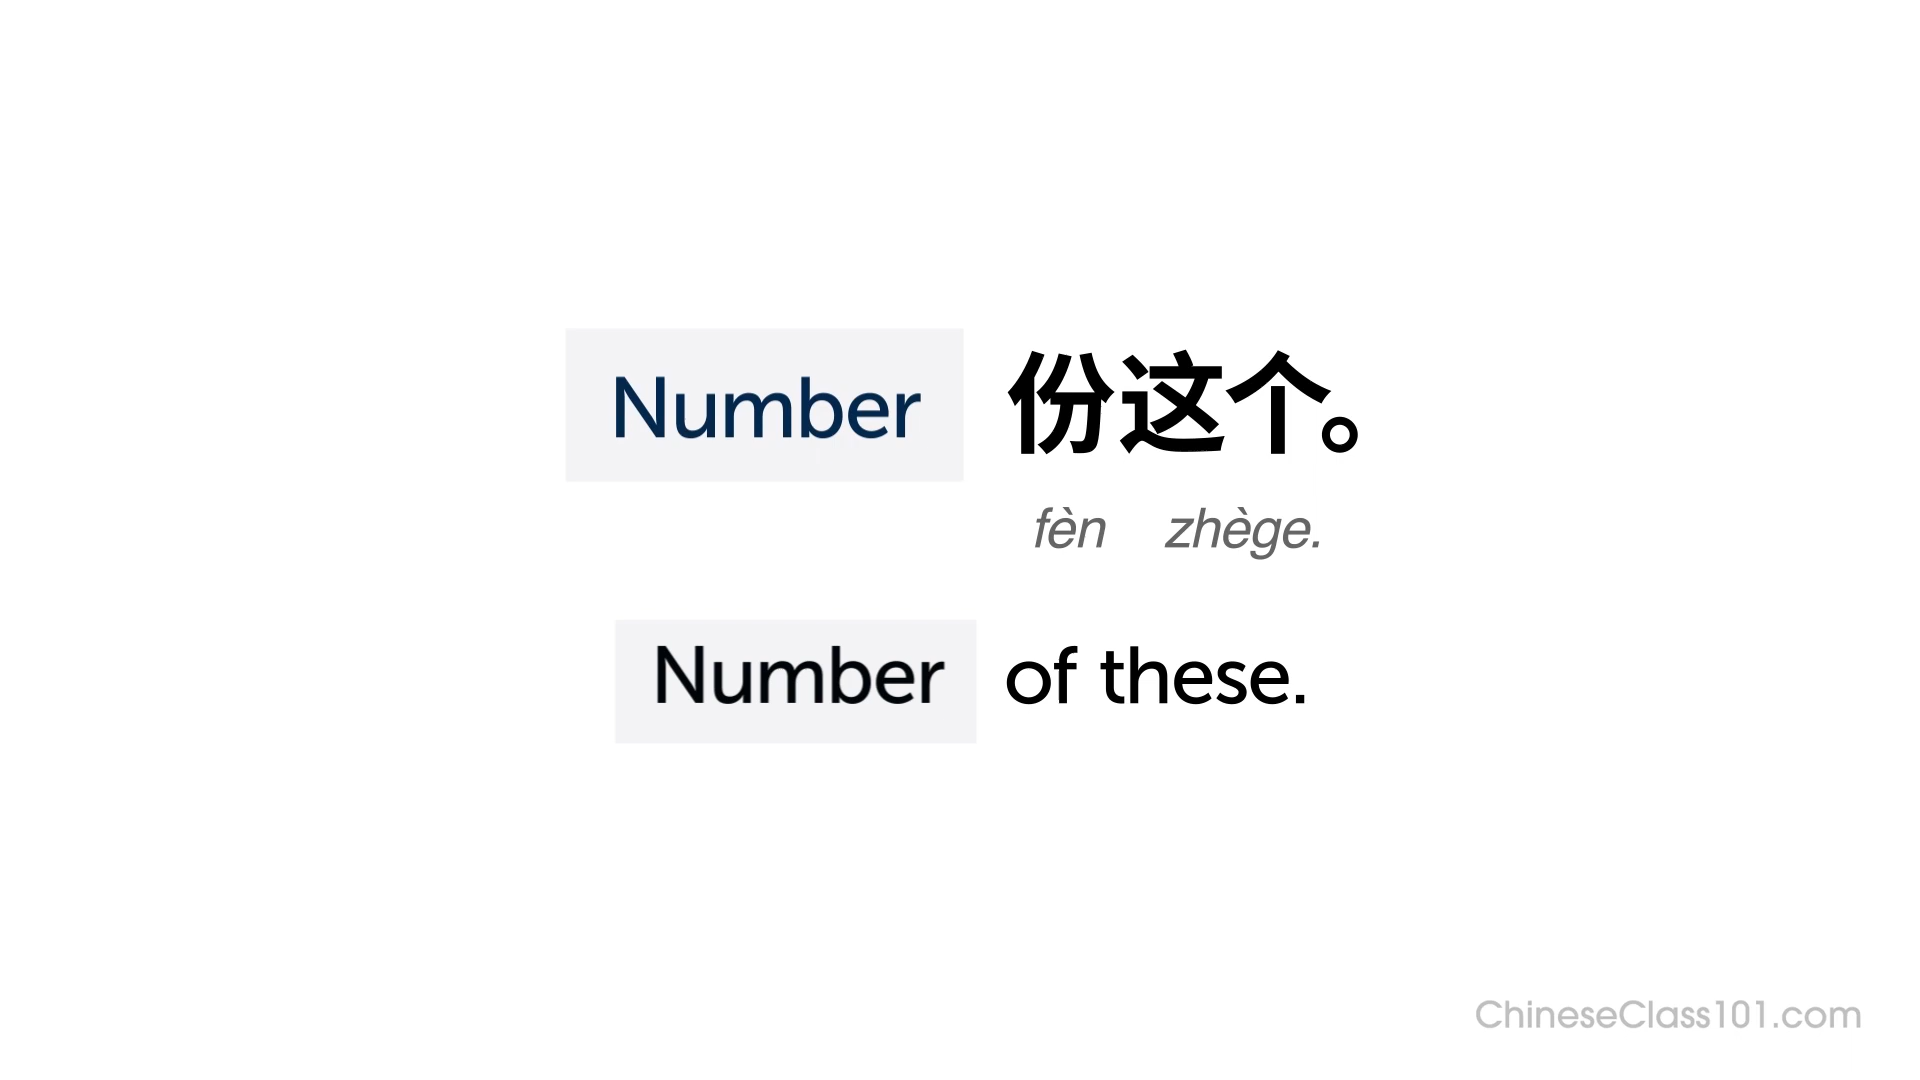 Number 份这个。
fèn zhège.
Number of these.
ChineseClass101.com